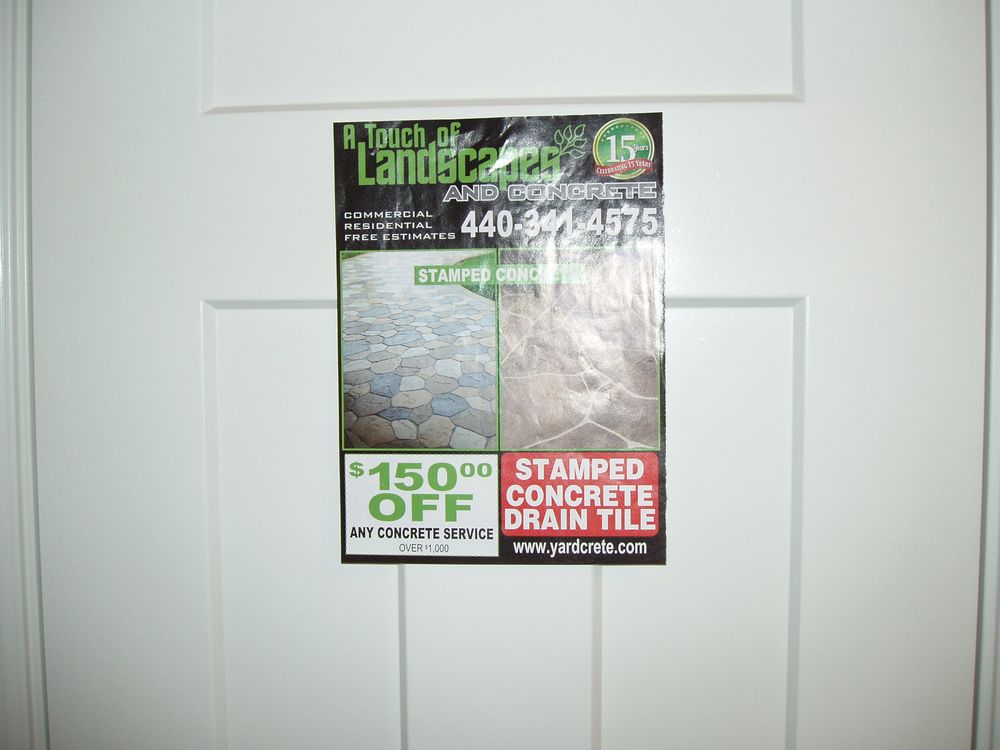 A Touch of
Landscapes
AND CONCRETE
15 Years
CELEBRATING 15 YEARS
COMMERCIAL
RESIDENTIAL
FREE ESTIMATES
440-341-4575
STAMPED CONCRETE
$150.00
OFF
ANY CONCRETE SERVICE
OVER $1,000
STAMPED
CONCRETE
DRAIN TILE
www.yardcrete.com